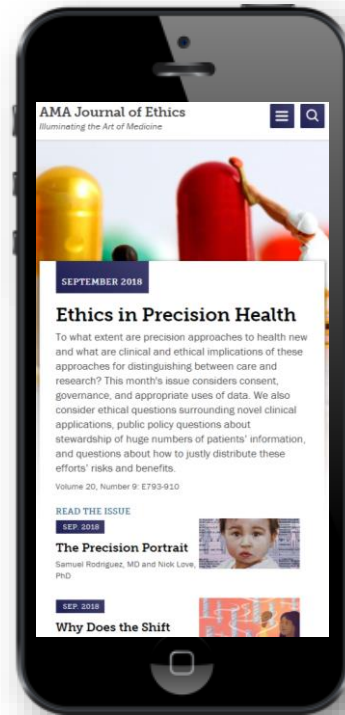 AMA Journal of Ethics
Illuminating the Art of Medicine
SEPTEMBER 2018
Ethics in Precision Health
To what extent are precision approaches to health new
and what are clinical and ethical implications of these
approaches for distinguishing between care and
research? This month's issue considers consent,
governance, and appropriate uses of data. We also
consider ethical questions surrounding novel clinical
applications, public policy questions about
stewardship of huge numbers of patients' information,
and questions about how to justly distribute these
efforts' risks and benefits.
Volume 20, Number 9: E793-910
READ THE ISSUE
SEP. 2018
The Precision Portrait
Samuel Rodriguez, MD and Nick Love,
PhD
SEP. 2018
Why Does the Shift